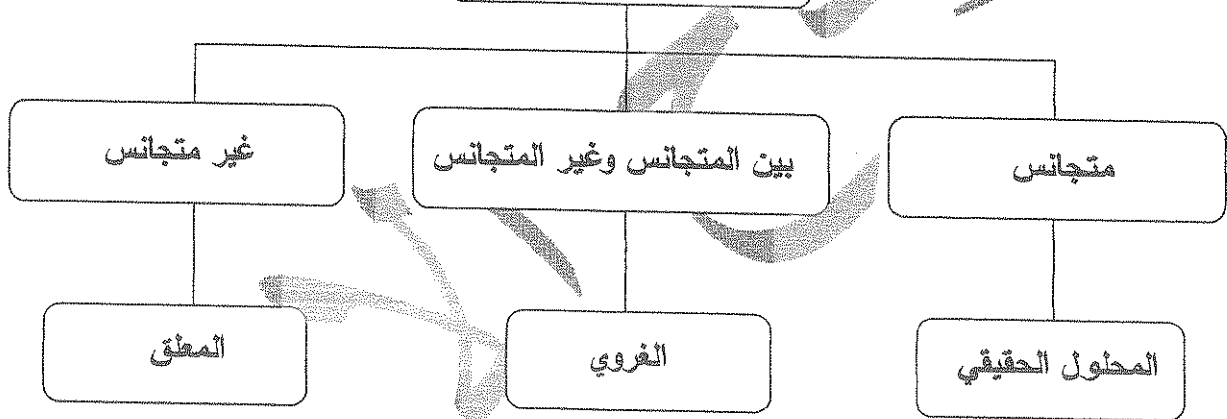 متجانس
بين المتجانس وغير المتجانس
غير متجانس
المحلول الحقيقي
الغروي
المعلق